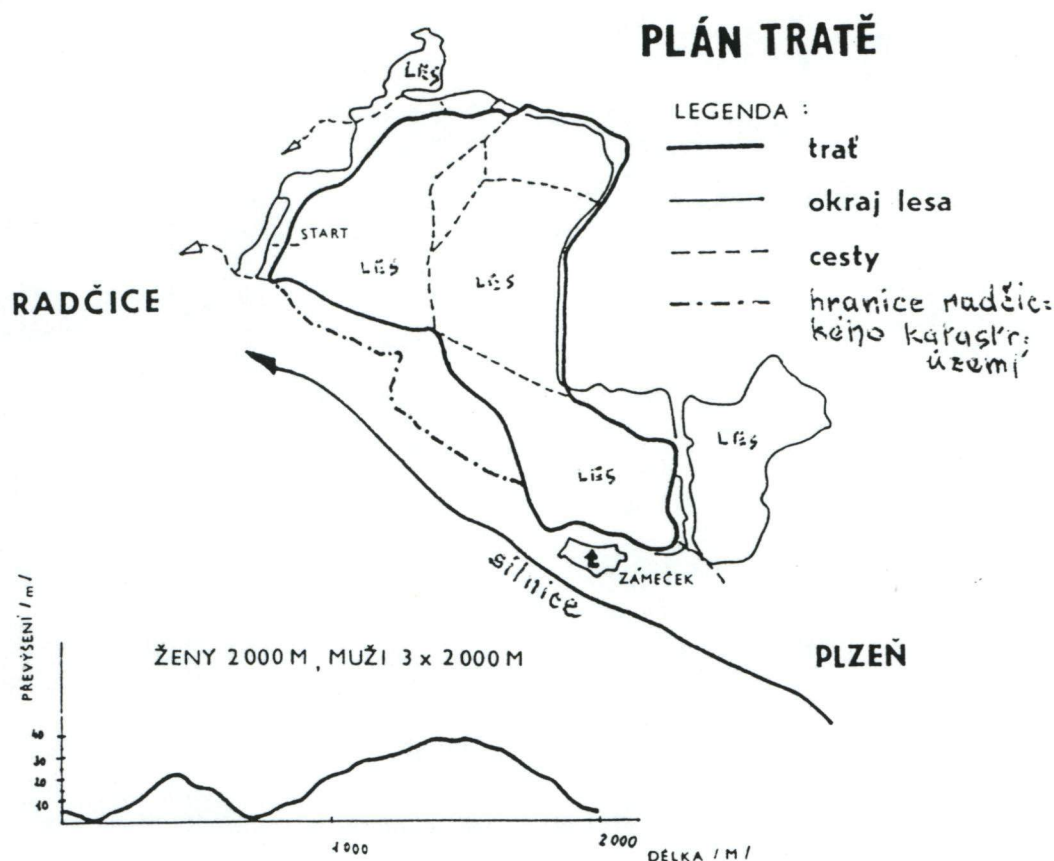 PLÁN TRATĚ
LEGENDA :
trať
okraj lesa
cesty
hranice radčic-
kého katastr.
území
LES
START
LES
LES
RADČICE
LES
LES
ZÁMEČEK
silnice
PLZEŇ
ŽENY 2000 M, MUŽI 3 x 2000 M
PŘEVÝŠENÍ /m/
40
30
20
10
1000
2000
DÉLKA /M/